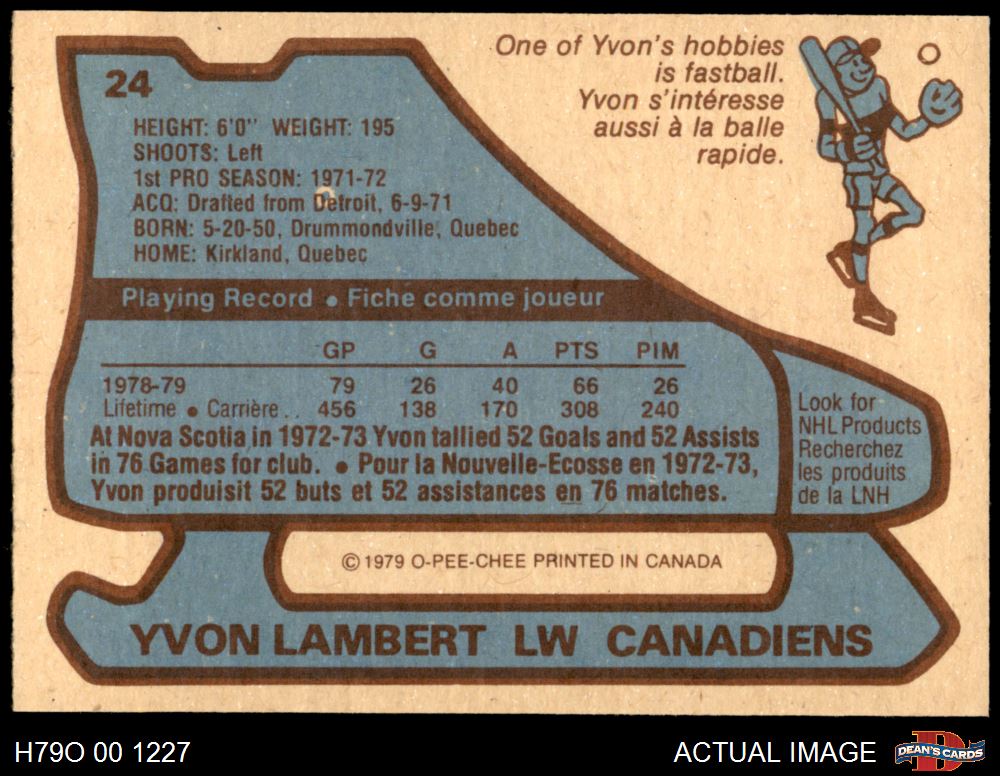 24
One of Yvon's hobbies
is fastball.
Yvon s'intéresse
aussi à la balle
rapide.
HEIGHT: 6'0" WEIGHT: 195
SHOOTS: Left
1st PRO SEASON: 1971-72
ACQ: Drafted from Detroit, 6-9-71
BORN: 5-20-50, Drummondville, Quebec
HOME: Kirkland, Quebec
Playing Record • Fiche comme joueur
GP G A PTS PIM
1978-79 79 26 40 66 26
Lifetime • Carrière . . 456 138 170 308 240
At Nova Scotia in 1972-73 Yvon tallied 52 Goals and 52 Assists
in 76 Games for club. • Pour la Nouvelle-Ecosse en 1972-73,
Yvon produisit 52 buts et 52 assistances en 76 matches.
Look for
NHL Products
Recherchez
les produits
de la LNH
© 1979 O-PEE-CHEE PRINTED IN CANADA
YVON LAMBERT LW CANADIENS
H79O 00 1227
ACTUAL IMAGE
DEAN'S CARDS